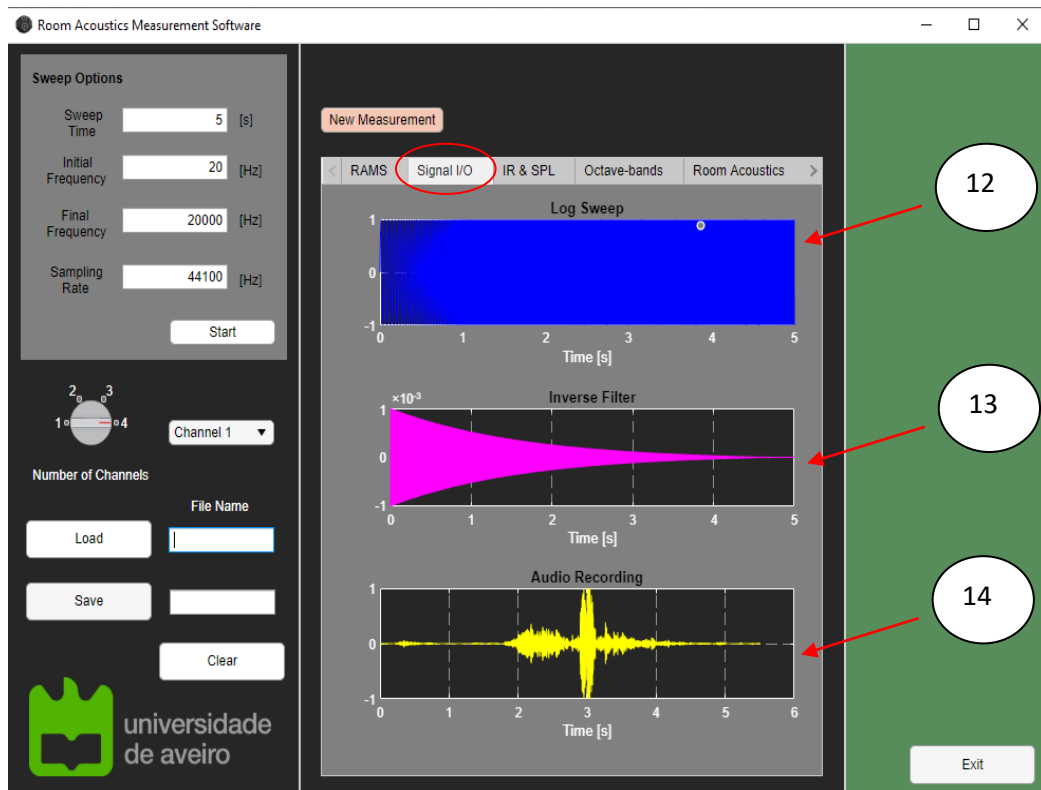 Room Acoustics Measurement Software
Sweep Options
Sweep
Time
5
[s]
Initial
Frequency
20
[Hz]
Final
Frequency
20000
[Hz]
Sampling
Rate
44100
[Hz]
Start
2
3
1
4
Channel 1
Number of Channels
File Name
Load
Save
Clear
universidade
de aveiro
New Measurement
RAMS
Signal I/O
IR & SPL
Octave-bands
Room Acoustics
Log Sweep
1
0
-1
0 1 2 3 4 5
Time [s]
×10-3
Inverse Filter
1
0
-1
0 1 2 3 4 5
Time [s]
Audio Recording
1
0
-1
0 1 2 3 4 5 6
Time [s]
12
13
14
Exit